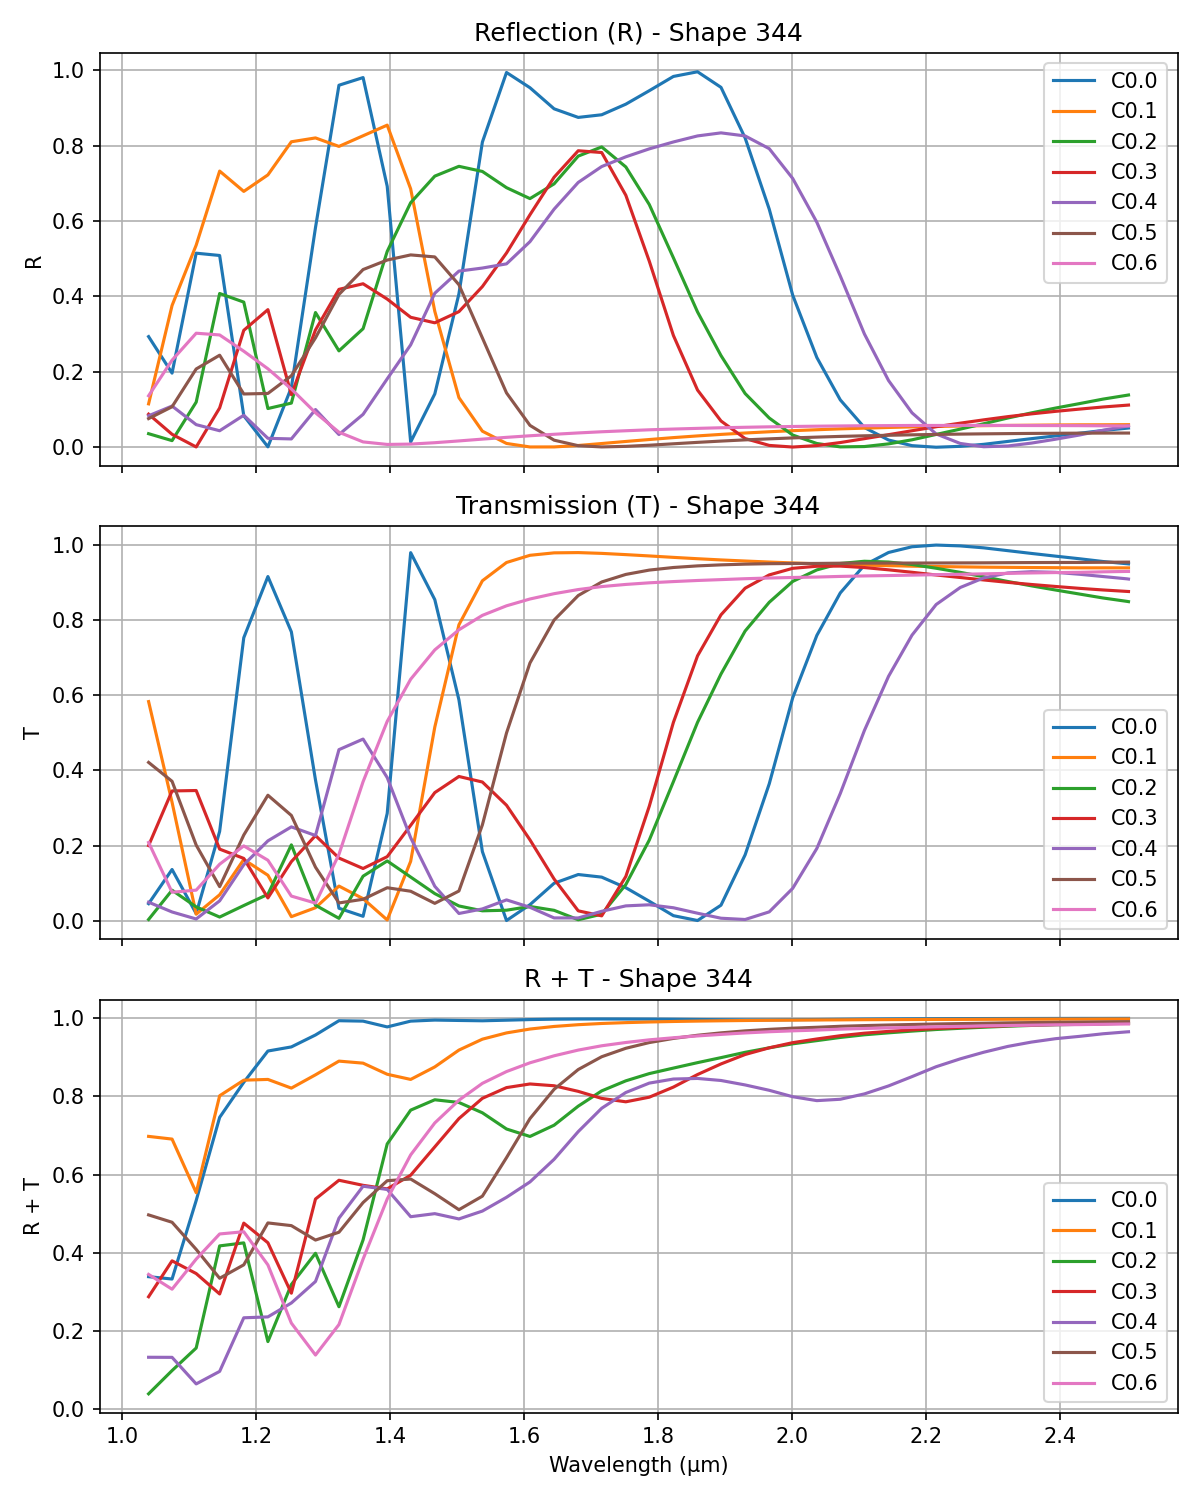 Reflection (R) - Shape 344
1.0
0.8
0.6
0.4
0.2
0.0
R
C0.0
C0.1
C0.2
C0.3
C0.4
C0.5
C0.6
Transmission (T) - Shape 344
1.0
0.8
0.6
0.4
0.2
0.0
T
C0.0
C0.1
C0.2
C0.3
C0.4
C0.5
C0.6
R + T - Shape 344
1.0
0.8
0.6
0.4
0.2
0.0
R + T
C0.0
C0.1
C0.2
C0.3
C0.4
C0.5
C0.6
1.0 1.2 1.4 1.6 1.8 2.0 2.2 2.4
Wavelength (μm)